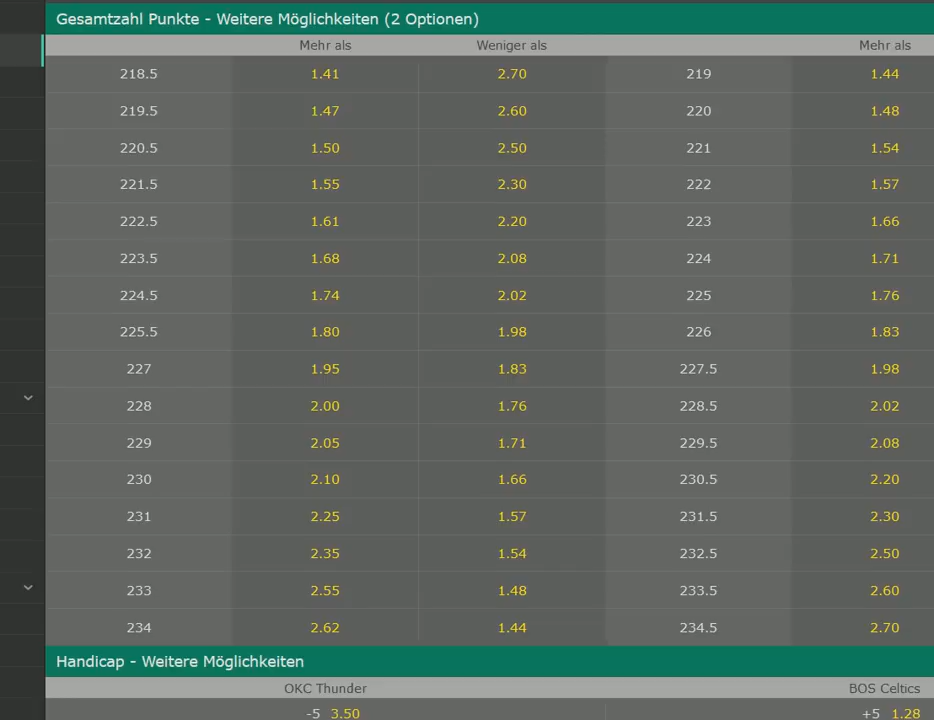 Gesamtzahl Punkte - Weitere Möglichkeiten (2 Optionen)
Mehr als Weniger als Mehr als
218.5 1.41 2.70 219 1.44
219.5 1.47 2.60 220 1.48
220.5 1.50 2.50 221 1.54
221.5 1.55 2.30 222 1.57
222.5 1.61 2.20 223 1.66
223.5 1.68 2.08 224 1.71
224.5 1.74 2.02 225 1.76
225.5 1.80 1.98 226 1.83
227 1.95 1.83 227.5 1.98
228 2.00 1.76 228.5 2.02
229 2.05 1.71 229.5 2.08
230 2.10 1.66 230.5 2.20
231 2.25 1.57 231.5 2.30
232 2.35 1.54 232.5 2.50
233 2.55 1.48 233.5 2.60
234 2.62 1.44 234.5 2.70
Handicap - Weitere Möglichkeiten
OKC Thunder BOS Celtics
-5 3.50 +5 1.28